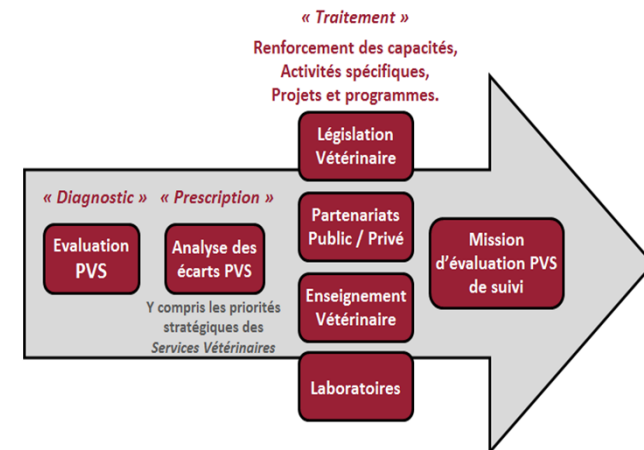 « Traitement »
Renforcement des capacités,
Activités spécifiques,
Projets et programmes.
« Diagnostic »
Evaluation
PVS
« Prescription »
Analyse des
écarts PVS
Y compris les priorités
stratégiques des
Services Vétérinaires
Législation
Vétérinaire
Partenariats
Public / Privé
Enseignement
Vétérinaire
Laboratoires
Mission
d’évaluation PVS
de suivi